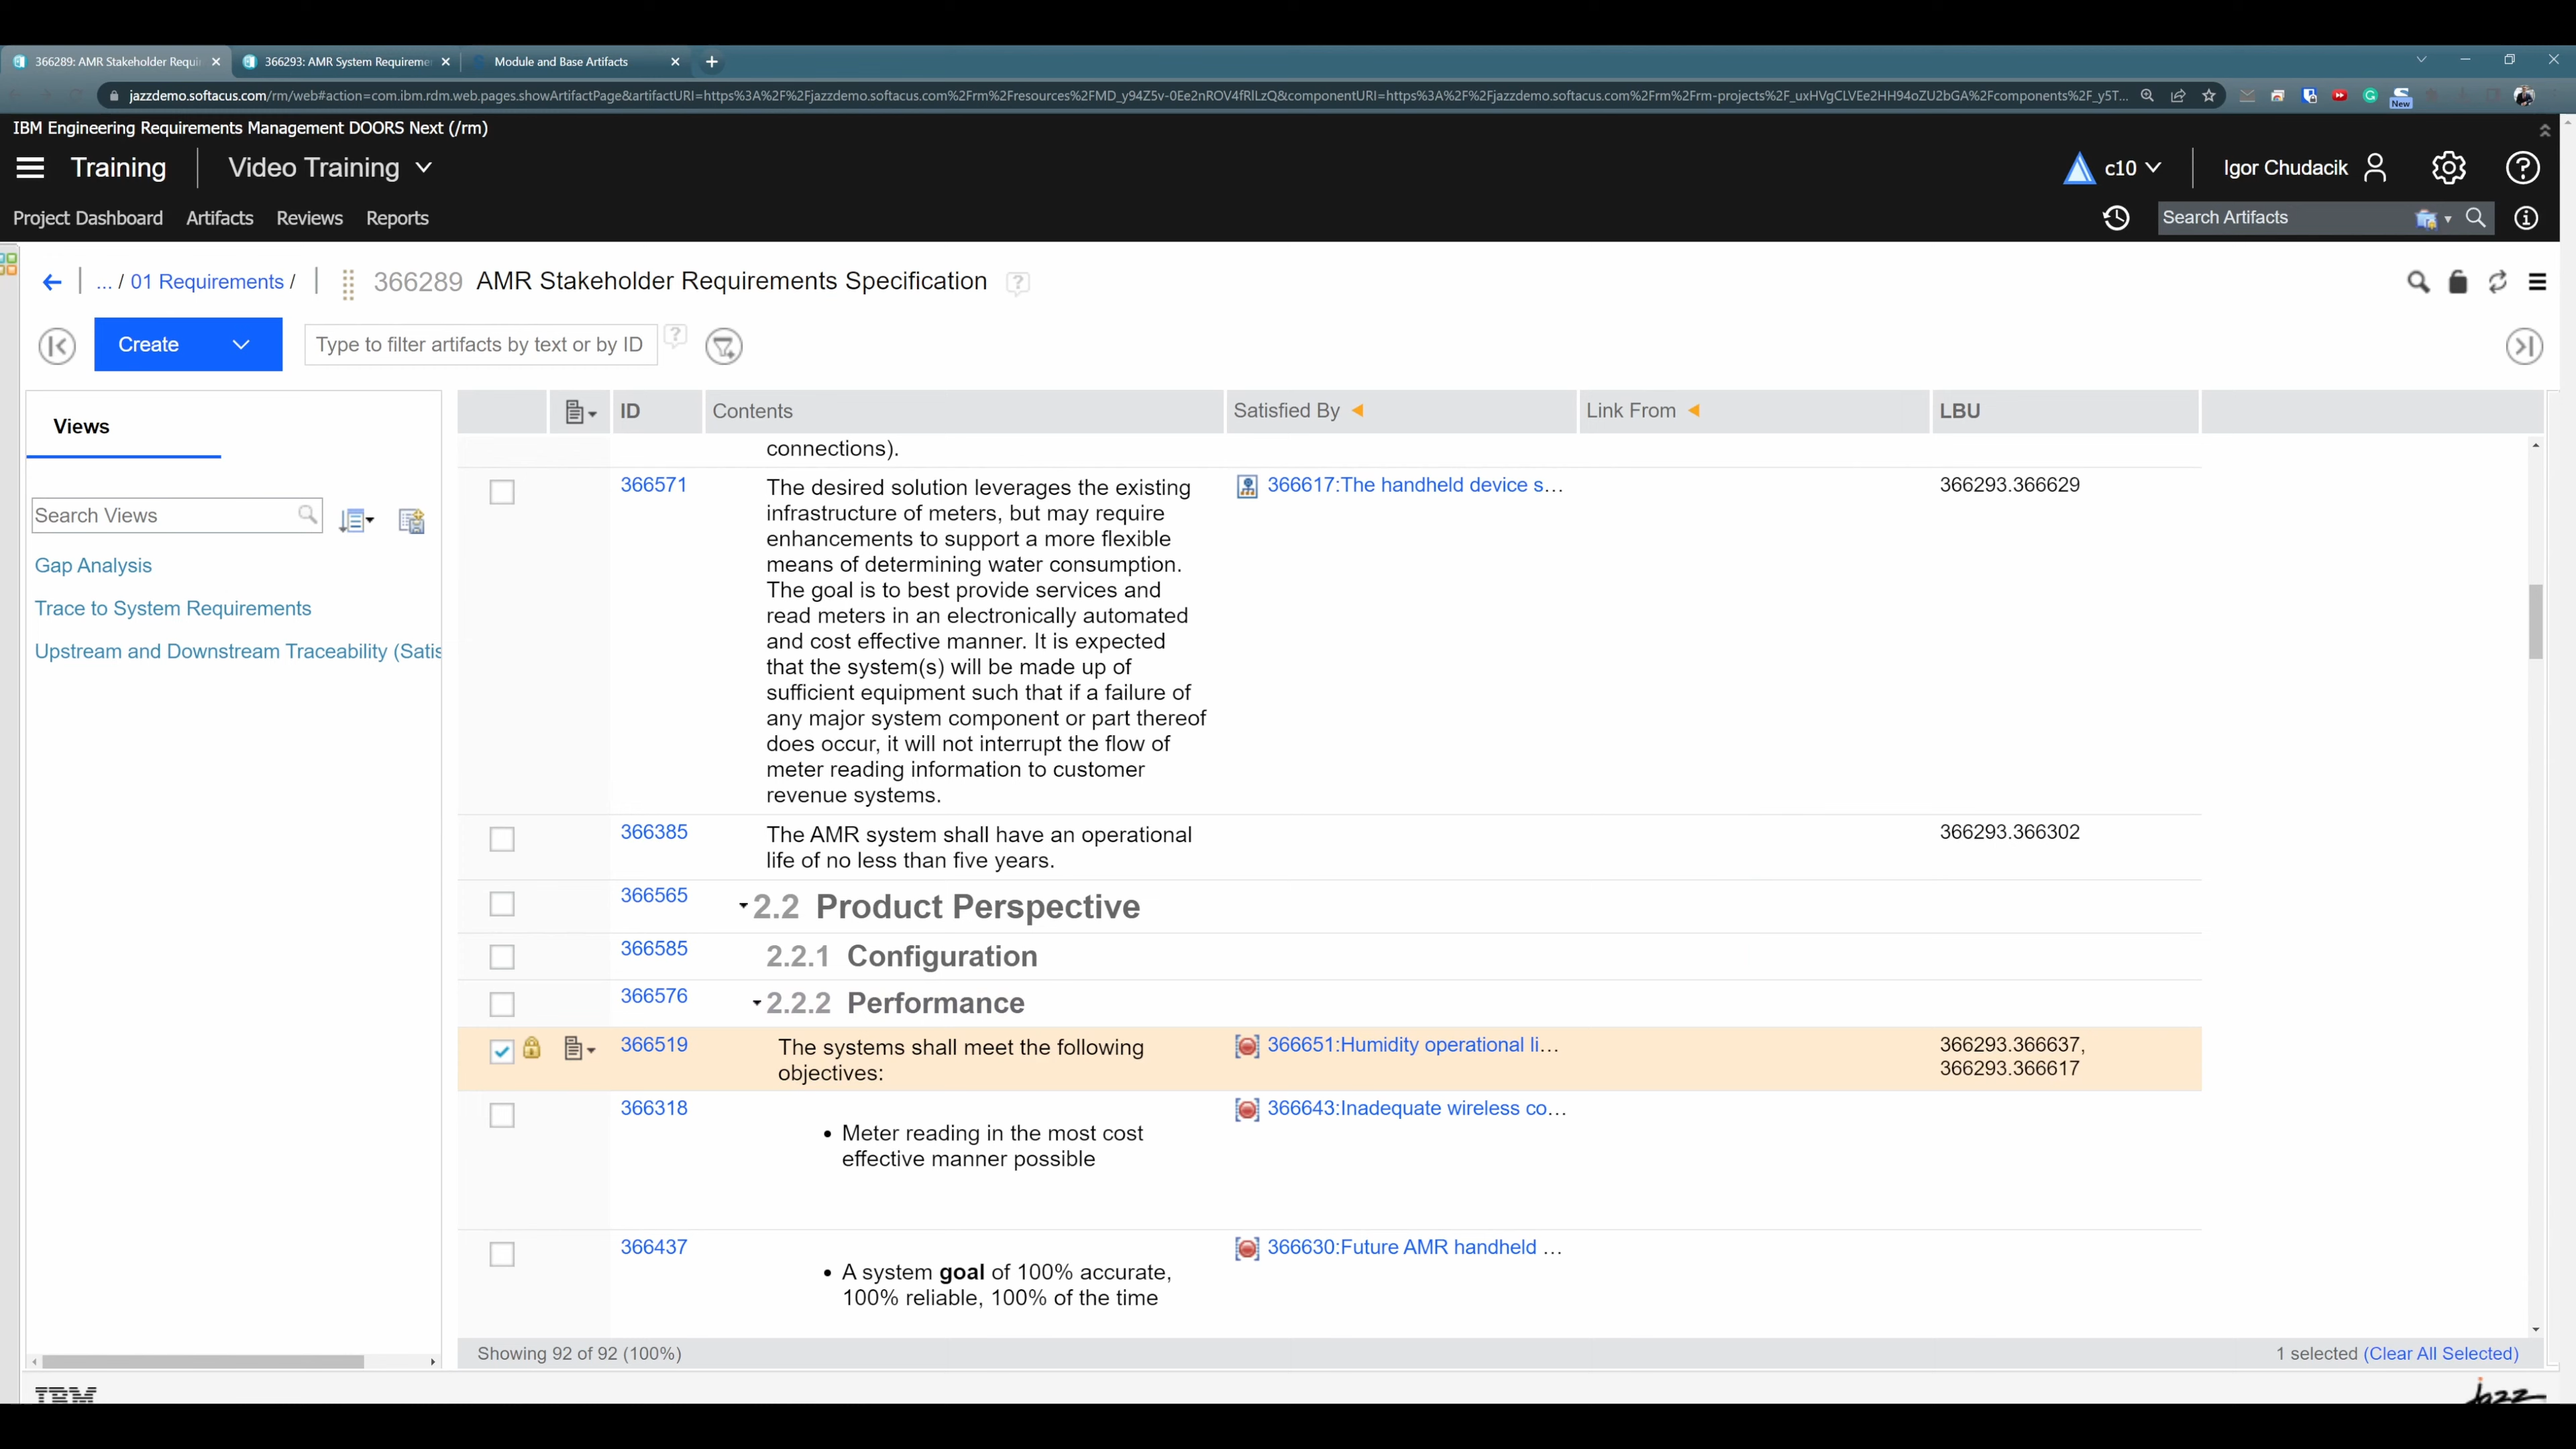 366289: AMR Stakeholder Requir
366293: AMR System Requireme
Module and Base Artifacts
jazzdemo.softacus.com/rm/web#action=com.ibm.rdm.web.pages.showArtifactPage&artifactURI=https%3A%2F%2Fjazzdemo.softacus.com%2Frm%2Fresources%2FMD_y94Z5v-0Ee2nROV4fRlLzQ&componentURI=https%3A%2F%2Fjazzdemo.softacus.com%2Frm%2Frm-projects%2F_uxHVgCLVEe2HH94oZU2bGA%2Fcomponents%2F_y5T...
New
IBM Engineering Requirements Management DOORS Next (/rm)
Training
Video Training
c10
Igor Chudacik
Project Dashboard
Artifacts
Reviews
Reports
Search Artifacts
... / 01 Requirements /
366289 AMR Stakeholder Requirements Specification
Create
Type to filter artifacts by text or by ID
Views
Search Views
Gap Analysis
Trace to System Requirements
Upstream and Downstream Traceability (Satis
ID
Contents
Satisfied By
Link From
LBU
connections).
366571
The desired solution leverages the existing
infrastructure of meters, but may require
enhancements to support a more flexible
means of determining water consumption.
The goal is to best provide services and
read meters in an electronically automated
and cost effective manner. It is expected
that the system(s) will be made up of
sufficient equipment such that if a failure of
any major system component or part thereof
does occur, it will not interrupt the flow of
meter reading information to customer
revenue systems.
366617:The handheld device s...
366293.366629
366385
The AMR system shall have an operational
life of no less than five years.
366293.366302
366565
2.2 Product Perspective
366585
2.2.1 Configuration
366576
2.2.2 Performance
366519
The systems shall meet the following
objectives:
366651:Humidity operational li...
366293.366637,
366293.366617
366318
• Meter reading in the most cost
effective manner possible
366643:Inadequate wireless co...
366437
• A system goal of 100% accurate,
100% reliable, 100% of the time
366630:Future AMR handheld ...
Showing 92 of 92 (100%)
1 selected (Clear All Selected)
IBM
jazz